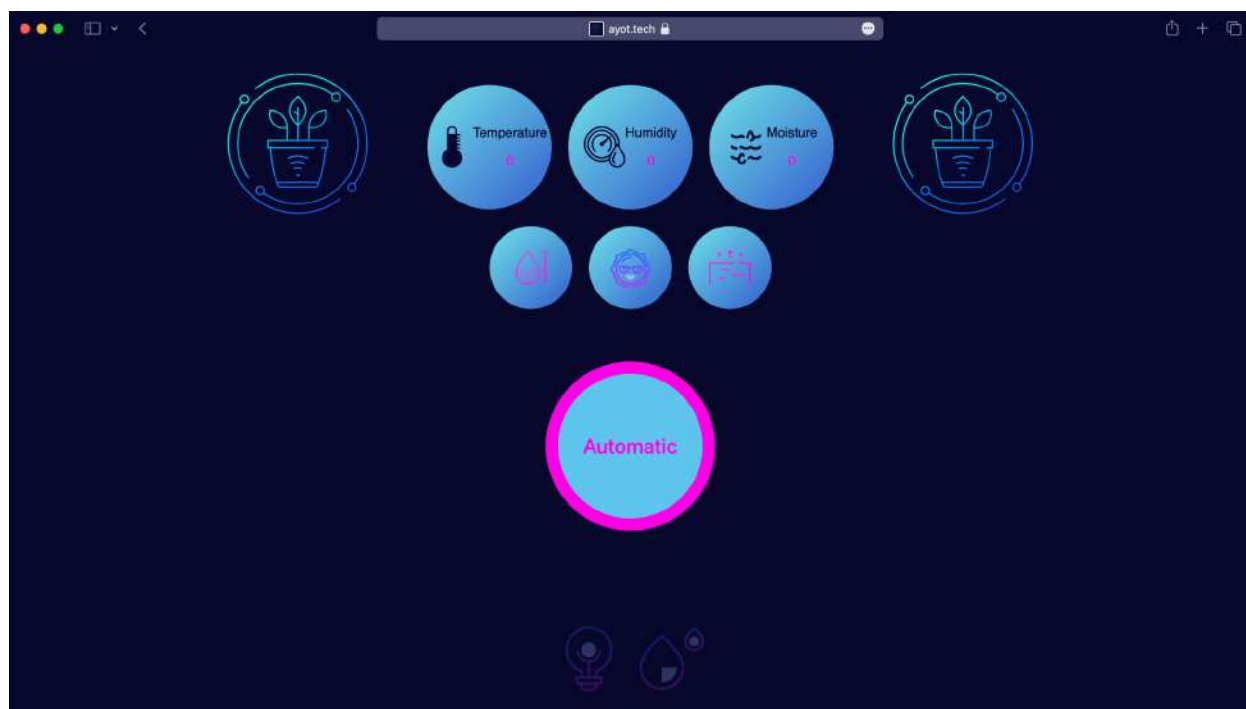 ayot.tech
Temperature
0
Humidity
0
Moisture
0
Automatic